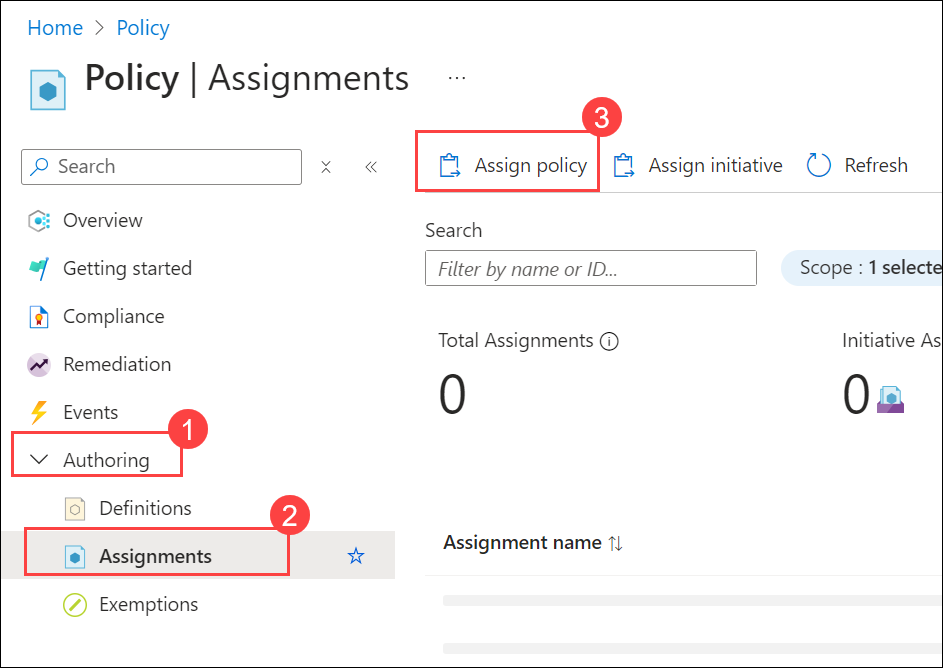 Home > Policy
Policy | Assignments ...
Search
Overview
Getting started
Compliance
Remediation
Events
1
Authoring
Definitions
2
Assignments
Exemptions
3
Assign policy Assign initiative Refresh
Search
Filter by name or ID...
Scope : 1 selecte
Total Assignments
0
Initiative As
0
Assignment name